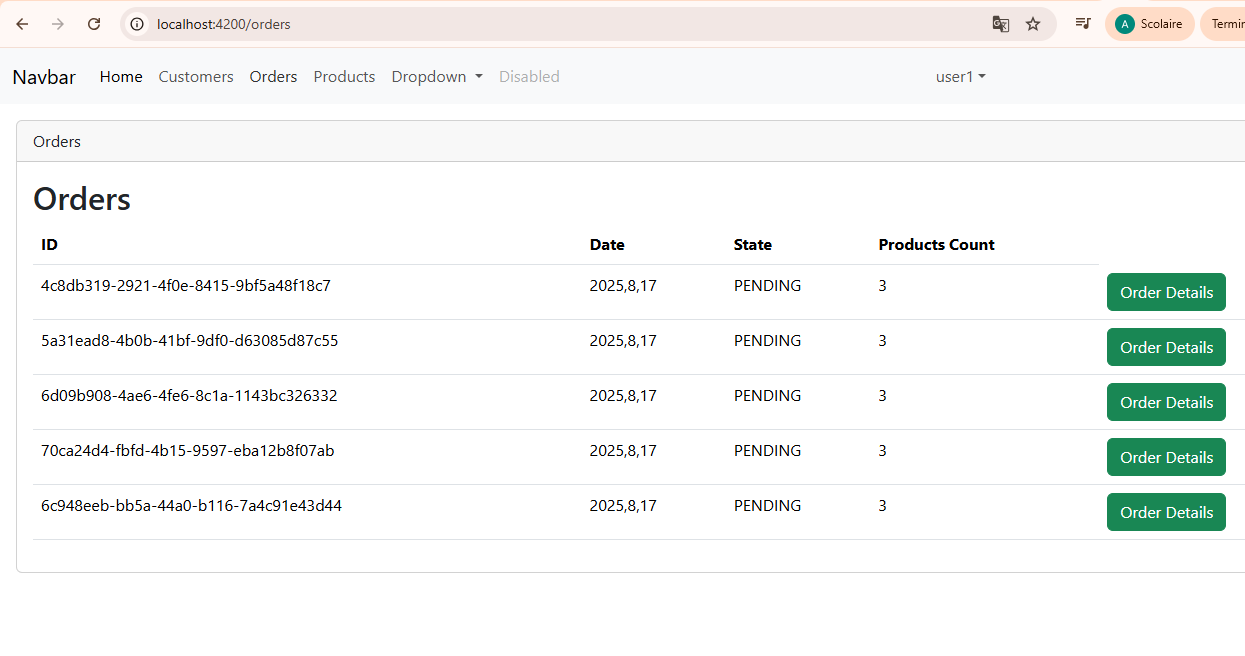 localhost:4200/orders
A Scolaire
Termin
Navbar Home Customers Orders Products Dropdown Disabled user1
Orders
Orders
ID Date State Products Count
4c8db319-2921-4f0e-8415-9bf5a48f18c7 2025,8,17 PENDING 3 Order Details
5a31ead8-4b0b-41bf-9df0-d63085d87c55 2025,8,17 PENDING 3 Order Details
6d09b908-4ae6-4fe6-8c1a-1143bc326332 2025,8,17 PENDING 3 Order Details
70ca24d4-fbfd-4b15-9597-eba12b8f07ab 2025,8,17 PENDING 3 Order Details
6c948eeb-bb5a-44a0-b116-7a4c91e43d44 2025,8,17 PENDING 3 Order Details